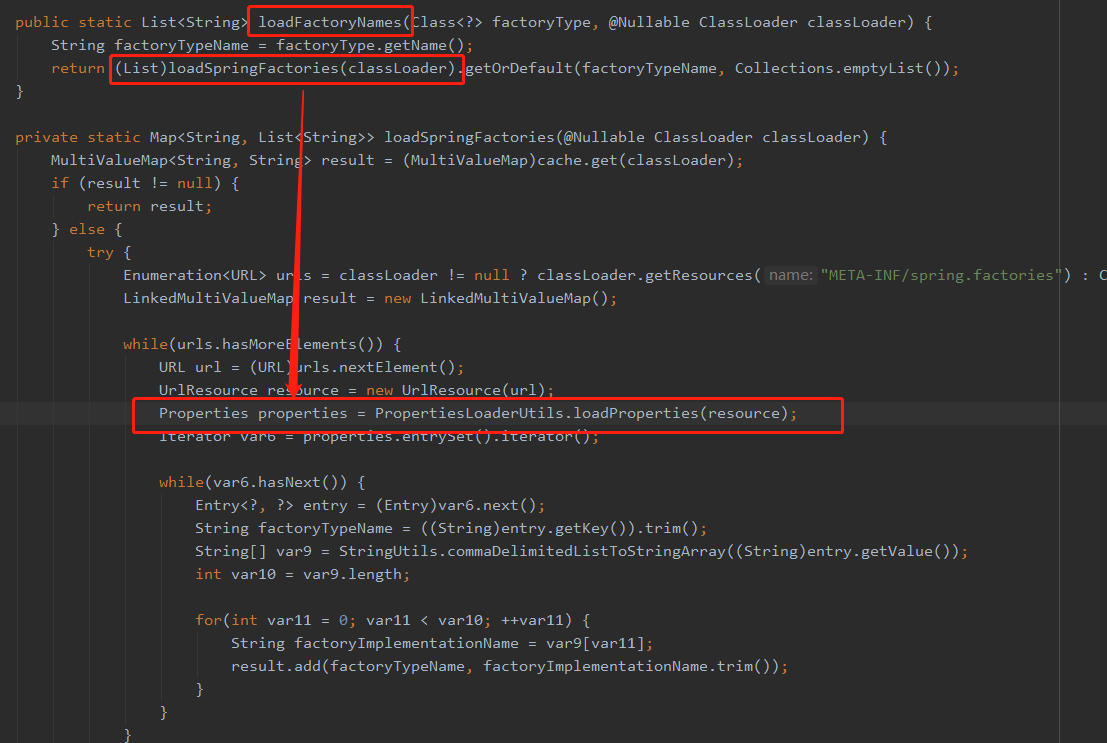 public static List<String> loadFactoryNames(Class<?> factoryType, @Nullable ClassLoader classLoader) {
    String factoryTypeName = factoryType.getName();
    return (List)loadSpringFactories(classLoader).getOrDefault(factoryTypeName, Collections.emptyList());
}

private static Map<String, List<String>> loadSpringFactories(@Nullable ClassLoader classLoader) {
    MultiValueMap<String, String> result = (MultiValueMap)cache.get(classLoader);
    if (result != null) {
        return result;
    } else {
        try {
            Enumeration<URL> urls = classLoader != null ? classLoader.getResources( name: "META-INF/spring.factories") : C
            LinkedMultiValueMap result = new LinkedMultiValueMap();

            while(urls.hasMoreElements()) {
                URL url = (URL)urls.nextElement();
                UrlResource resource = new UrlResource(url);
                Properties properties = PropertiesLoaderUtils.loadProperties(resource);
                Iterator var6 = properties.entrySet().iterator();

                while(var6.hasNext()) {
                    Entry<?, ?> entry = (Entry)var6.next();
                    String factoryTypeName = ((String)entry.getKey()).trim();
                    String[] var9 = StringUtils.commaDelimitedListToStringArray((String)entry.getValue());
                    int var10 = var9.length;

                    for(int var11 = 0; var11 < var10; ++var11) {
                        String factoryImplementationName = var9[var11];
                        result.add(factoryTypeName, factoryImplementationName.trim());
                    }
                }
            }